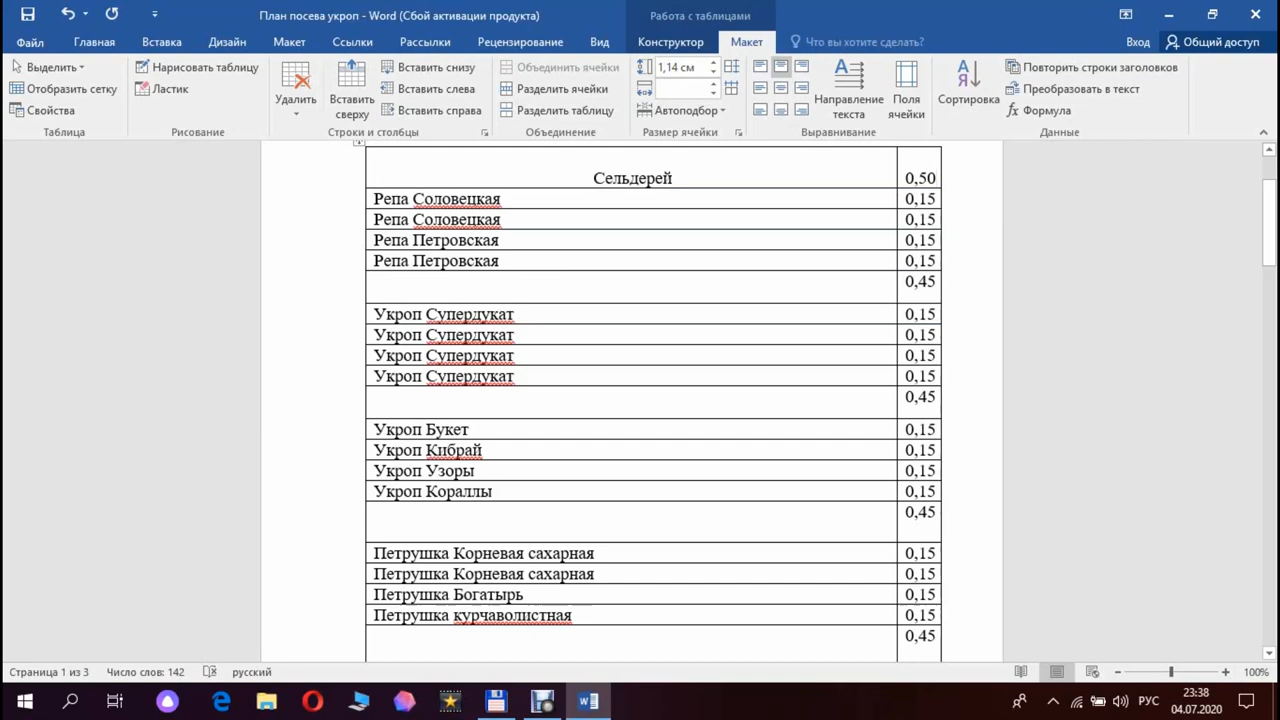 План посева укроп - Word (Сбой активации продукта)
Работа с таблицами
Файл
Главная
Вставка
Дизайн
Макет
Ссылки
Рассылки
Рецензирование
Вид
Конструктор
Макет
Что вы хотите сделать?
Вход
Общий доступ
Выделить
Отобразить сетку
Свойства
Таблица
Нарисовать таблицу
Ластик
Рисование
Удалить
Вставить сверху
Вставить снизу
Вставить слева
Вставить справа
Строки и столбцы
Объединить ячейки
Разделить ячейки
Разделить таблицу
Объединение
1,14 см
Автоподбор
Размер ячейки
Направление текста
Поля ячейки
Выравнивание
Сортировка
Повторить строки заголовков
Преобразовать в текст
Формула
Данные
Сельдерей 0,50
Репа Соловецкая 0,15
Репа Соловецкая 0,15
Репа Петровская 0,15
Репа Петровская 0,15
0,45
Укроп Супердукат 0,15
Укроп Супердукат 0,15
Укроп Супердукат 0,15
Укроп Супердукат 0,15
0,45
Укроп Букет 0,15
Укроп Кибрай 0,15
Укроп Узоры 0,15
Укроп Кораллы 0,15
0,45
Петрушка Корневая сахарная 0,15
Петрушка Корневая сахарная 0,15
Петрушка Богатырь 0,15
Петрушка курчаволистная 0,15
0,45
Страница 1 из 3
Число слов: 142
русский
100%
РУС
23:38
04.07.2020